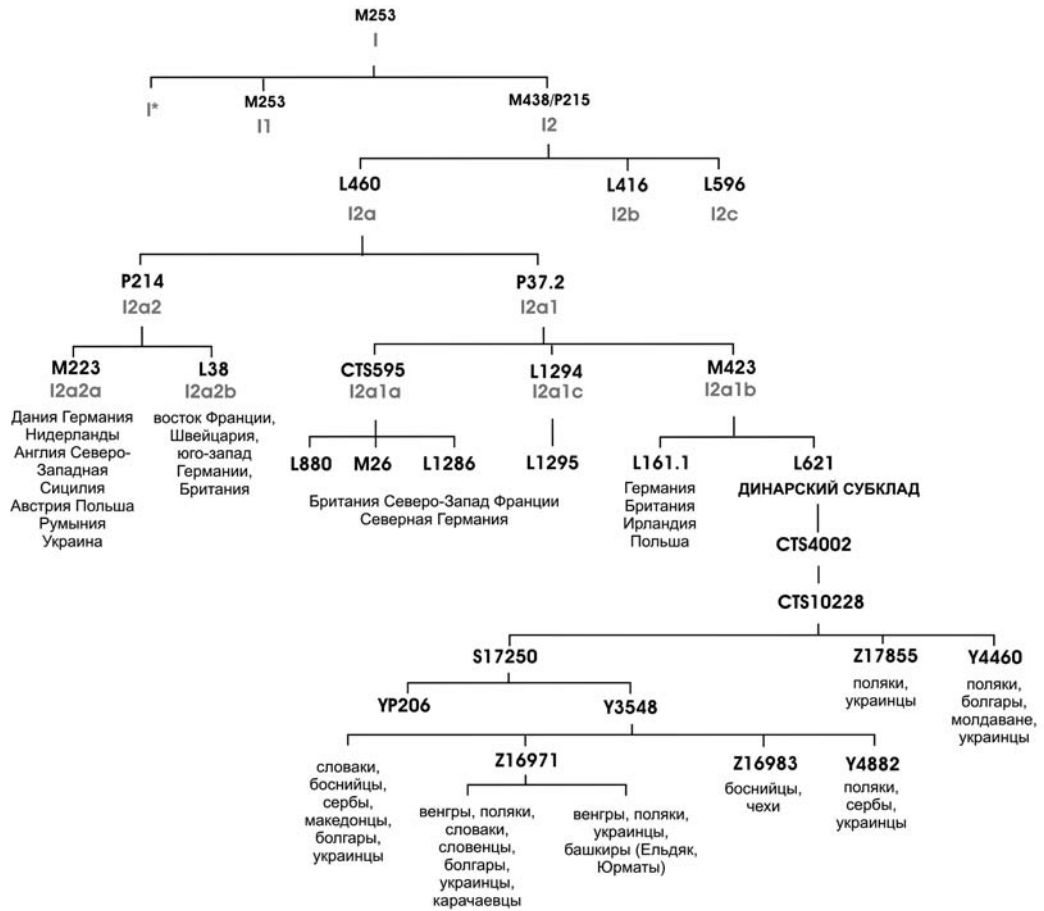 M253
I
I*
M253
I1
M438/P215
I2
L460
I2a
L416
I2b
L596
I2c
P214
I2a2
P37.2
I2a1
M223
I2a2a
Дания Германия
Нидерланды
Англия Северо-
Западная
Сицилия
Австрия Польша
Румыния
Украина
L38
I2a2b
восток Франции,
Швейцария,
юго-запад
Германии,
Британия
CTS595
I2a1a
L1294
I2a1c
M423
I2a1b
L880
M26
L1286
Британия Северо-Запад Франции
Северная Германия
L1295
L161.1
Германия
Британия
Ирландия
Польша
L621
ДИНАРСКИЙ СУБКЛАД
CTS4002
CTS10228
S17250
Z17855
поляки,
украинцы
Y4460
поляки,
болгары,
молдаване,
украинцы
YP206
Y3548
словаки,
боснийцы,
сербы,
македонцы,
болгары,
украинцы
Z16971
венгры, поляки,
словаки,
словенцы,
болгары,
украинцы,
карачаевцы
венгры, поляки,
украинцы,
башкиры (Ельдяк,
Юрматы)
Z16983
боснийцы,
чехи
Y4882
поляки,
сербы,
украинцы